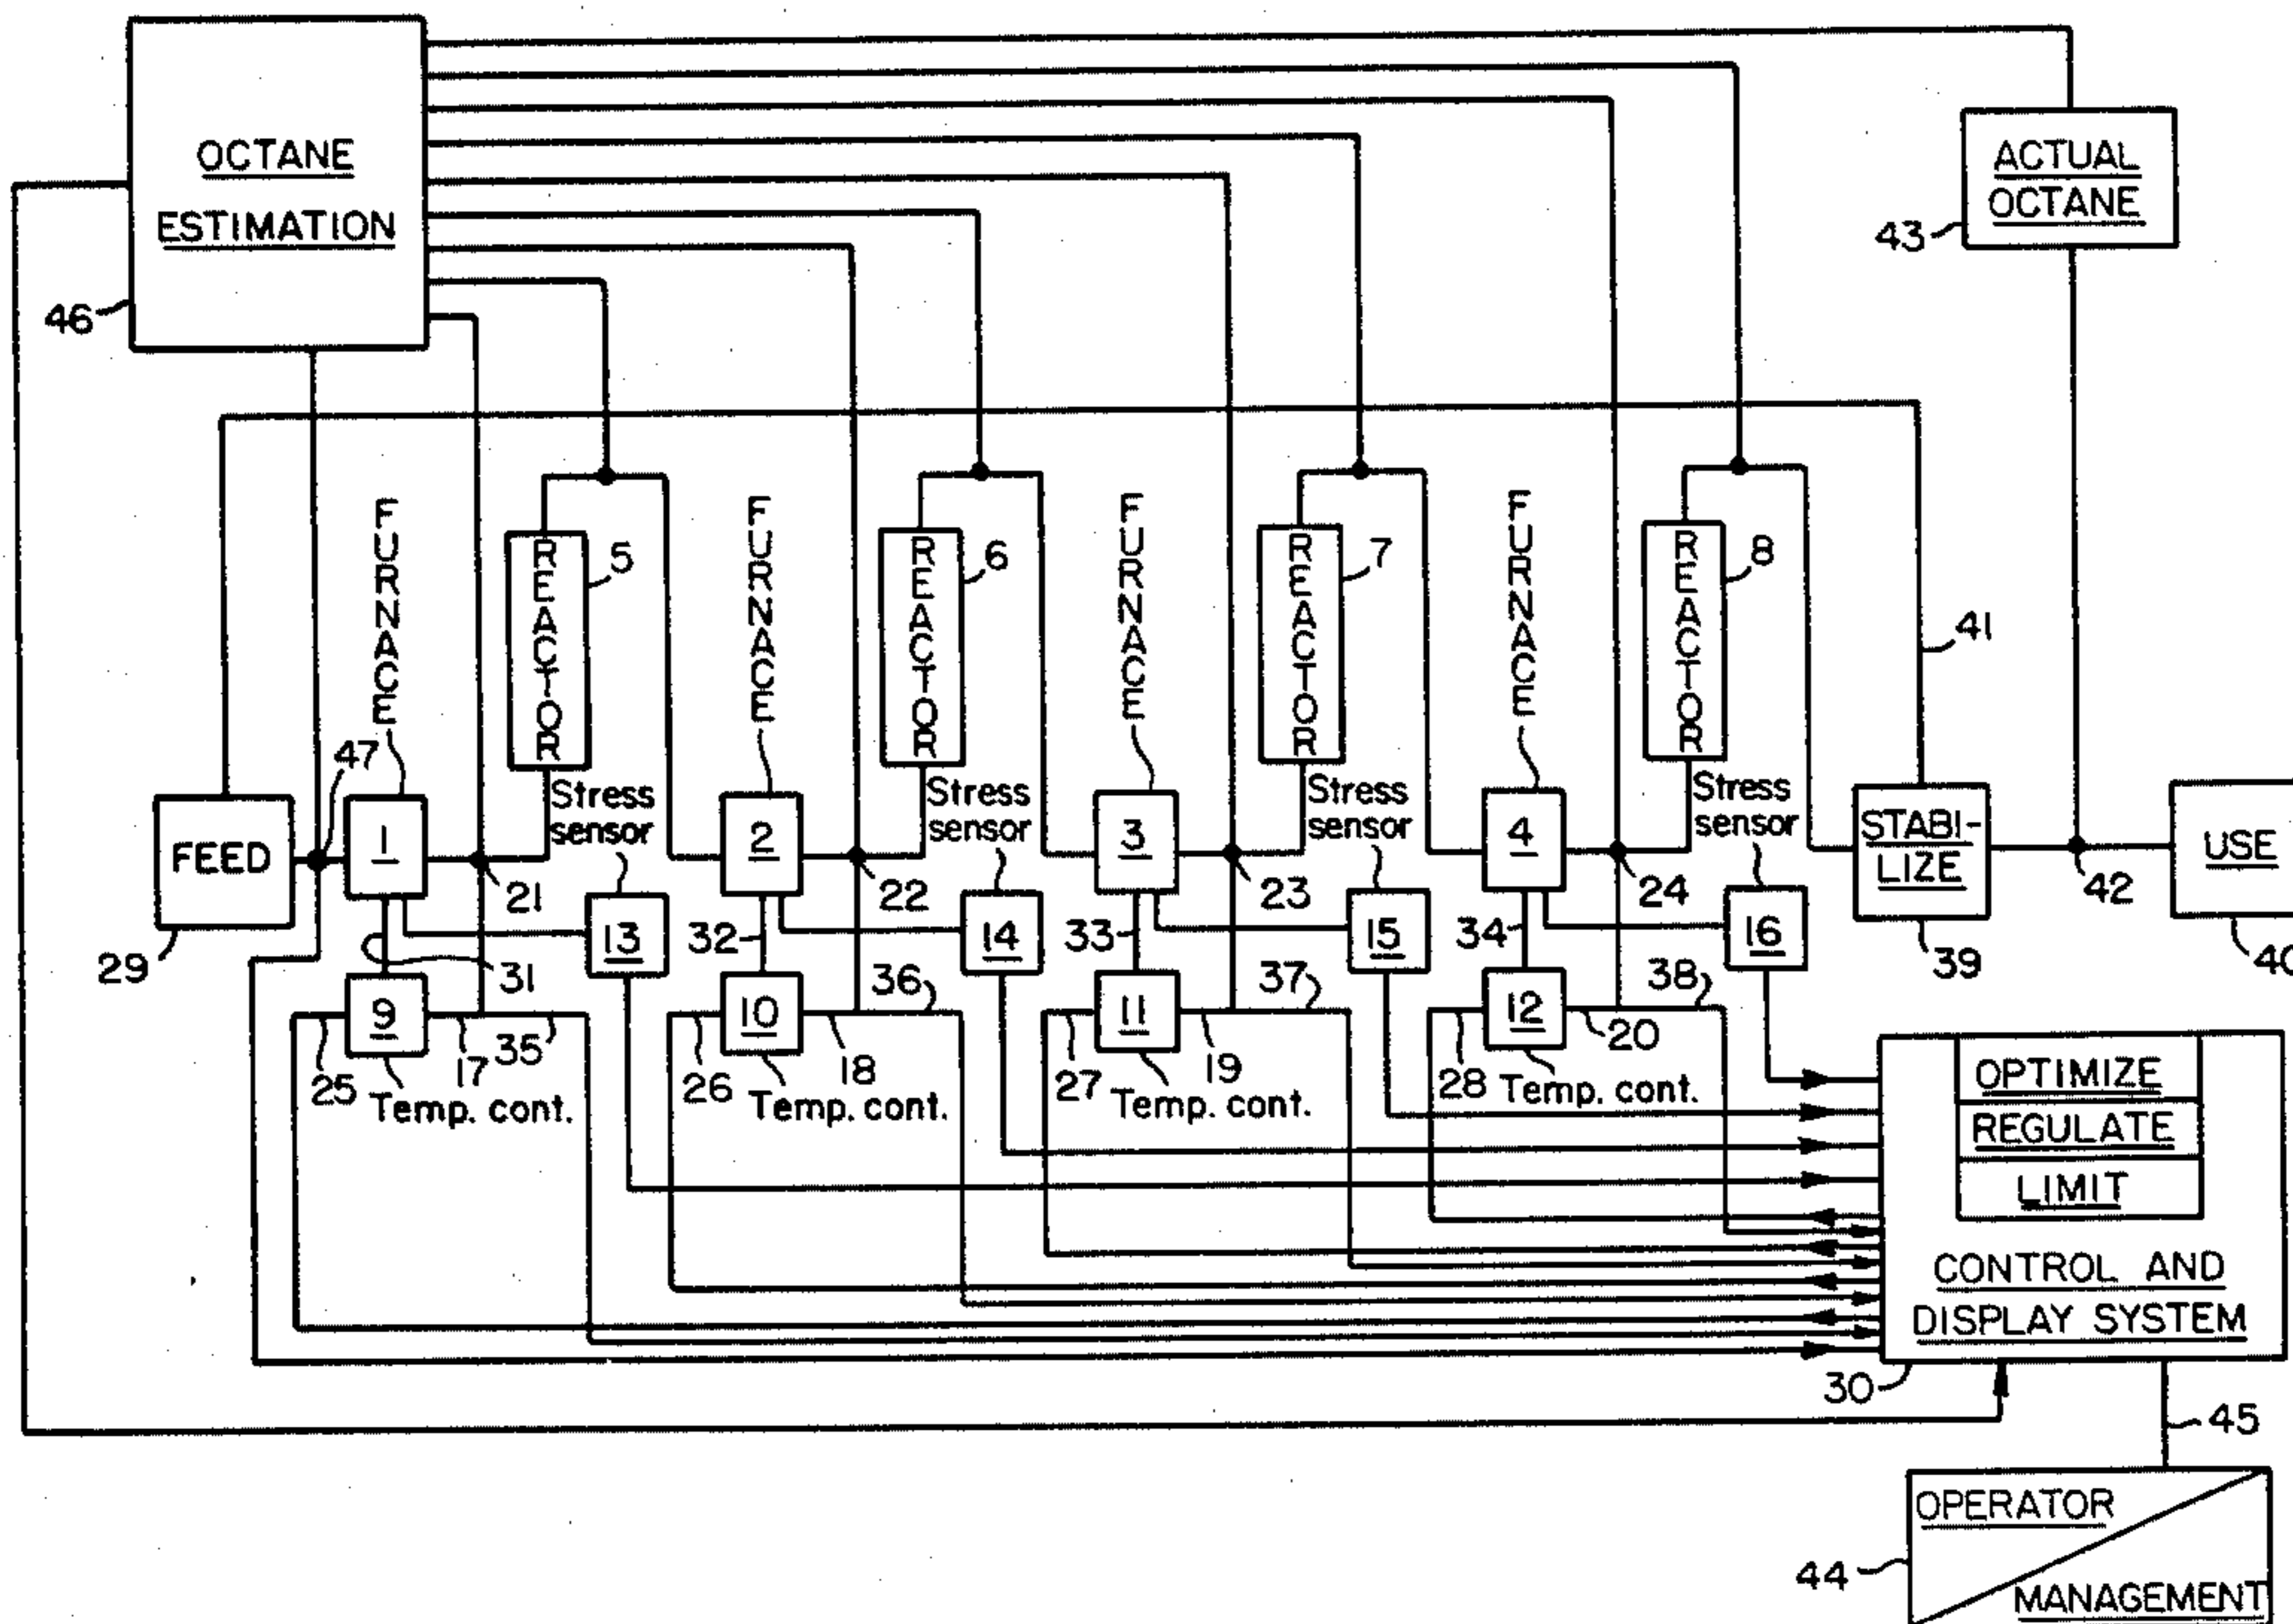 OCTANE
ESTIMATION
46
ACTUAL
OCTANE
43
FURNACE
REACTOR
5
FURNACE
REACTOR
6
FURNACE
REACTOR
7
FURNACE
REACTOR
8
41
47
FEED
29
1
21
Stress
sensor
13
2
22
Stress
sensor
14
3
23
Stress
sensor
15
4
24
Stress
sensor
16
STABI-
LIZE
39
42
USE
40
31
32
33
34
9
25
17
35
Temp. cont.
10
26
18
36
Temp. cont.
11
27
19
37
Temp. cont.
12
28
20
38
Temp. cont.
OPTIMIZE
REGULATE
LIMIT
CONTROL AND
DISPLAY SYSTEM
30
45
OPERATOR
44
MANAGEMENT